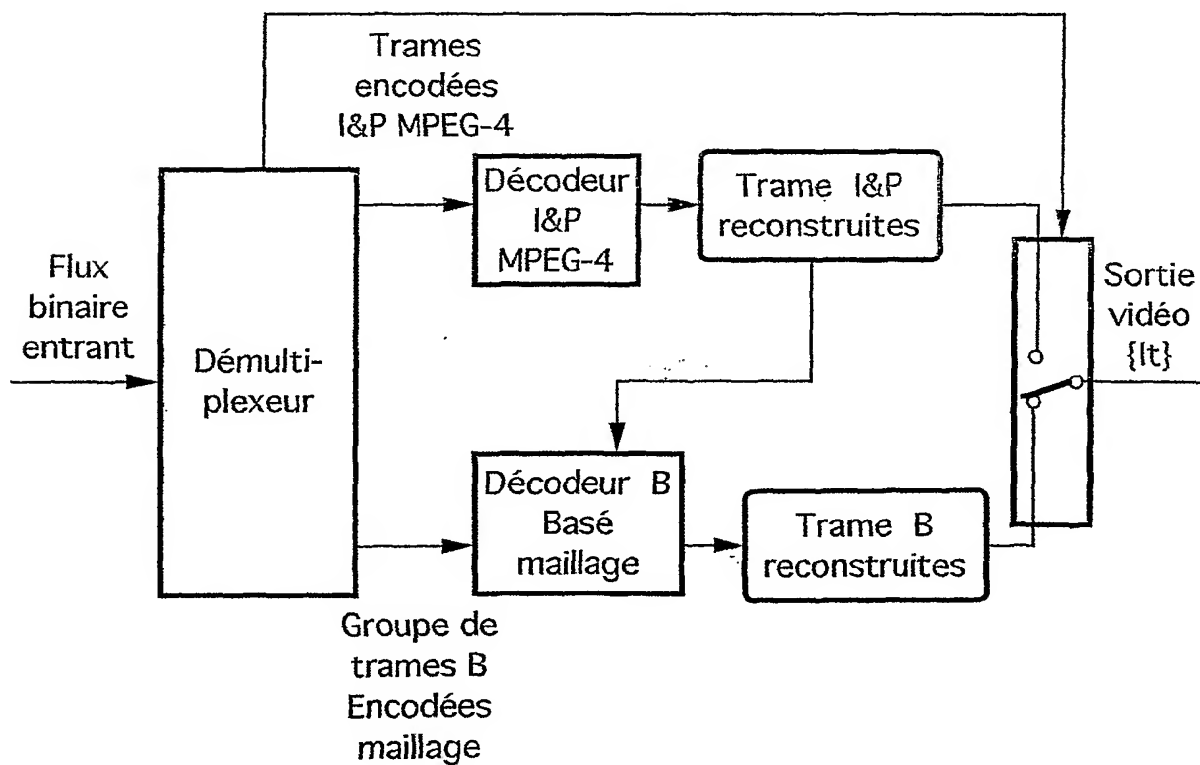 Trames
encodées
I&P MPEG-4
Décodeur
I&P
MPEG-4
Trame I&P
reconstruites
Flux
binaire
entrant
Démulti-
plexeur
Sortie
vidéo
{It}
Décodeur B
Basé
maillage
Trame B
reconstruites
Groupe de
trames B
Encodées
maillage